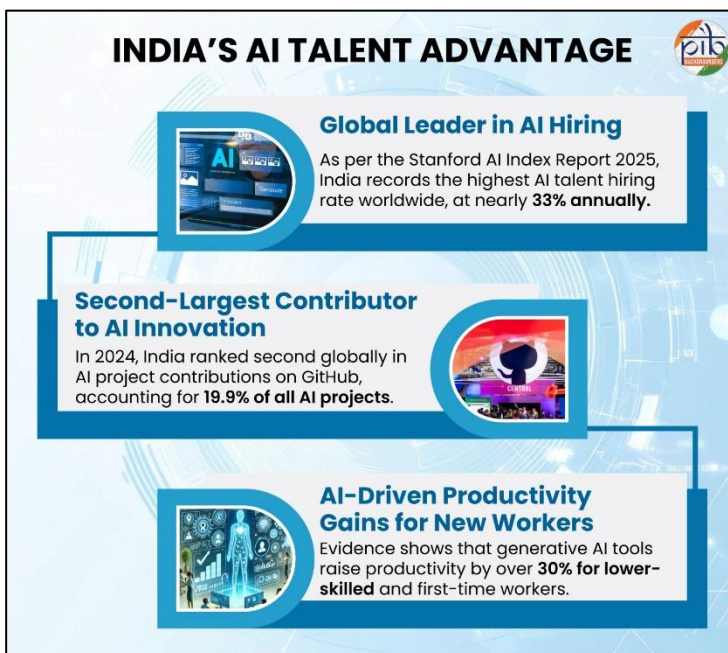 INDIA'S AI TALENT ADVANTAGE
pib
BACKGROUNDERS
Global Leader in AI Hiring
AI
As per the Stanford AI Index Report 2025,
India records the highest AI talent hiring
rate worldwide, at nearly 33% annually.
Second-Largest Contributor
to AI Innovation
In 2024, India ranked second globally in
AI project contributions on GitHub,
accounting for 19.9% of all AI projects.
CENTRAL
AI-Driven Productivity
Gains for New Workers
Evidence shows that generative AI tools
raise productivity by over 30% for lower-
skilled and first-time workers.